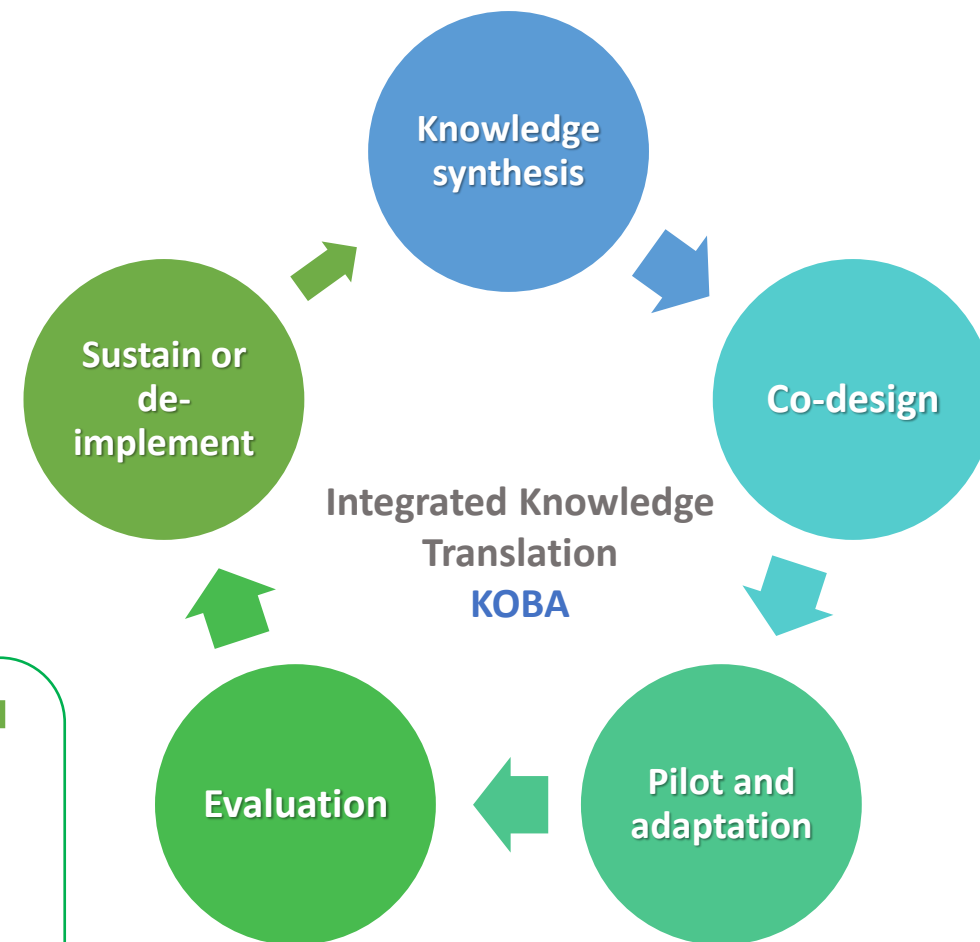 Knowledge
synthesis
Co-design
Pilot and
adaptation
Evaluation
Sustain or
de-
implement
Integrated Knowledge
Translation
KOBA